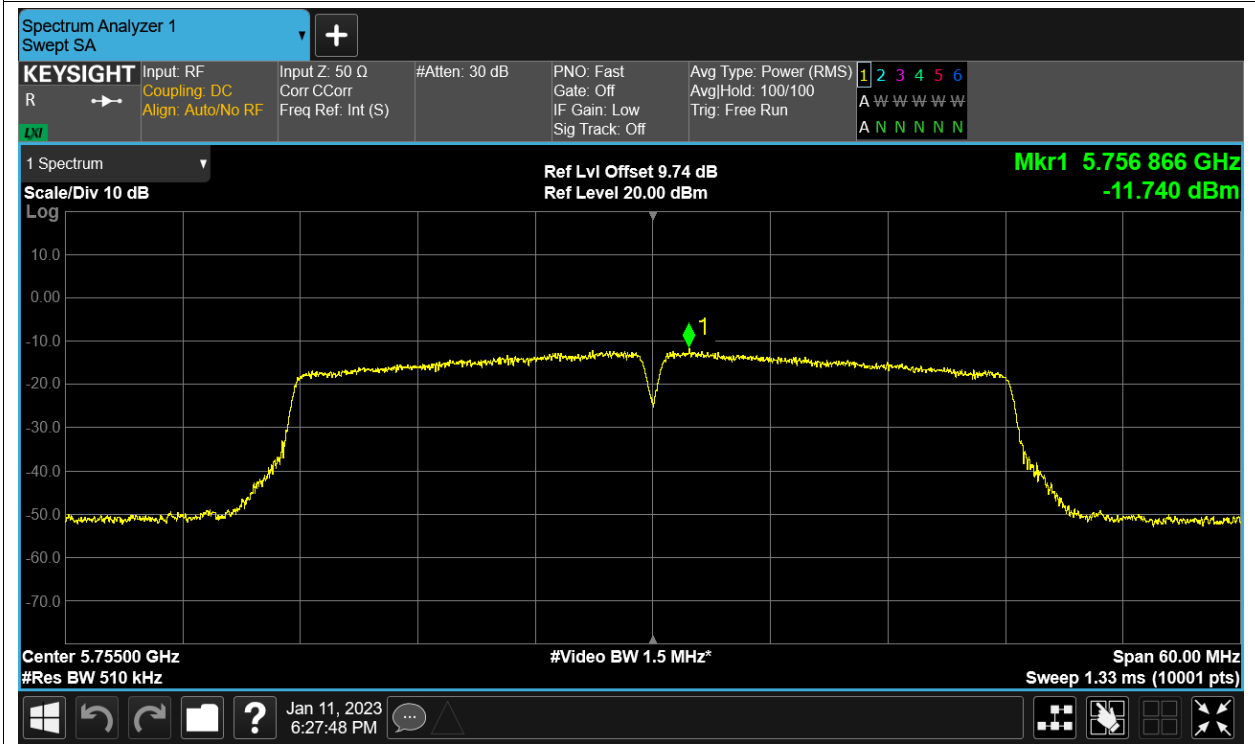 Spectrum Analyzer 1
Swept SA
KEYSIGHT
R
LXI
Input: RF
Coupling: DC
Align: Auto/No RF
Input Z: 50 Ω
Corr CCorr
Freq Ref: Int (S)
#Atten: 30 dB
PNO: Fast
Gate: Off
IF Gain: Low
Sig Track: Off
Avg Type: Power (RMS)
Avg|Hold: 100/100
Trig: Free Run
1 2 3 4 5 6
A W W W W W
A N N N N N
1 Spectrum
Scale/Div 10 dB
Log
Ref Lvl Offset 9.74 dB
Ref Level 20.00 dBm
Mkr1 5.756 866 GHz
-11.740 dBm
10.0
0.00
-10.0
-20.0
-30.0
-40.0
-50.0
-60.0
-70.0
1
Center 5.75500 GHz
#Res BW 510 kHz
#Video BW 1.5 MHz*
Span 60.00 MHz
Sweep 1.33 ms (10001 pts)
?
Jan 11, 2023
6:27:48 PM